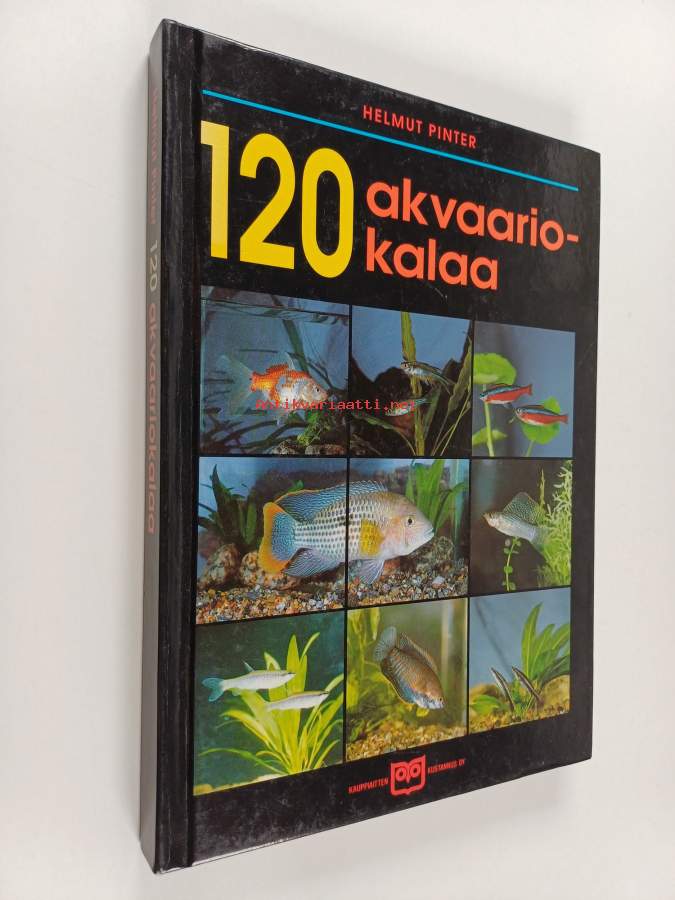 HELMUT PINTER
120 akvaario-
kalaa
Antikvariaatti.net
KAUPPIAITTEN KUSTANNUS OY
Helmut Pinter 120 akvaariokalaa